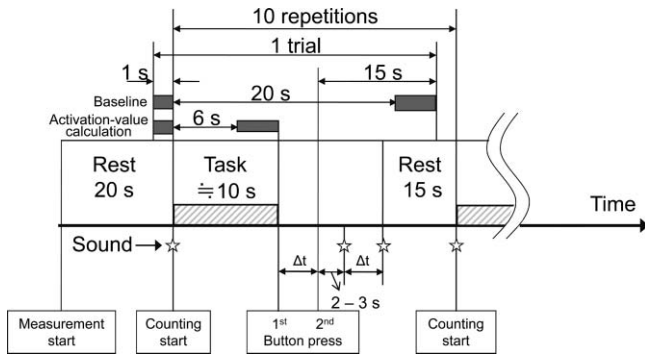 10 repetitions
1 trial
1 s
15 s
Baseline
20 s
Activation-value
calculation
6 s
Rest
20 s
Task
≒10 s
Rest
15 s
Time
Sound
Δt
Δt
2 – 3 s
Measurement
start
Counting
start
1st 2nd
Button press
Counting
start